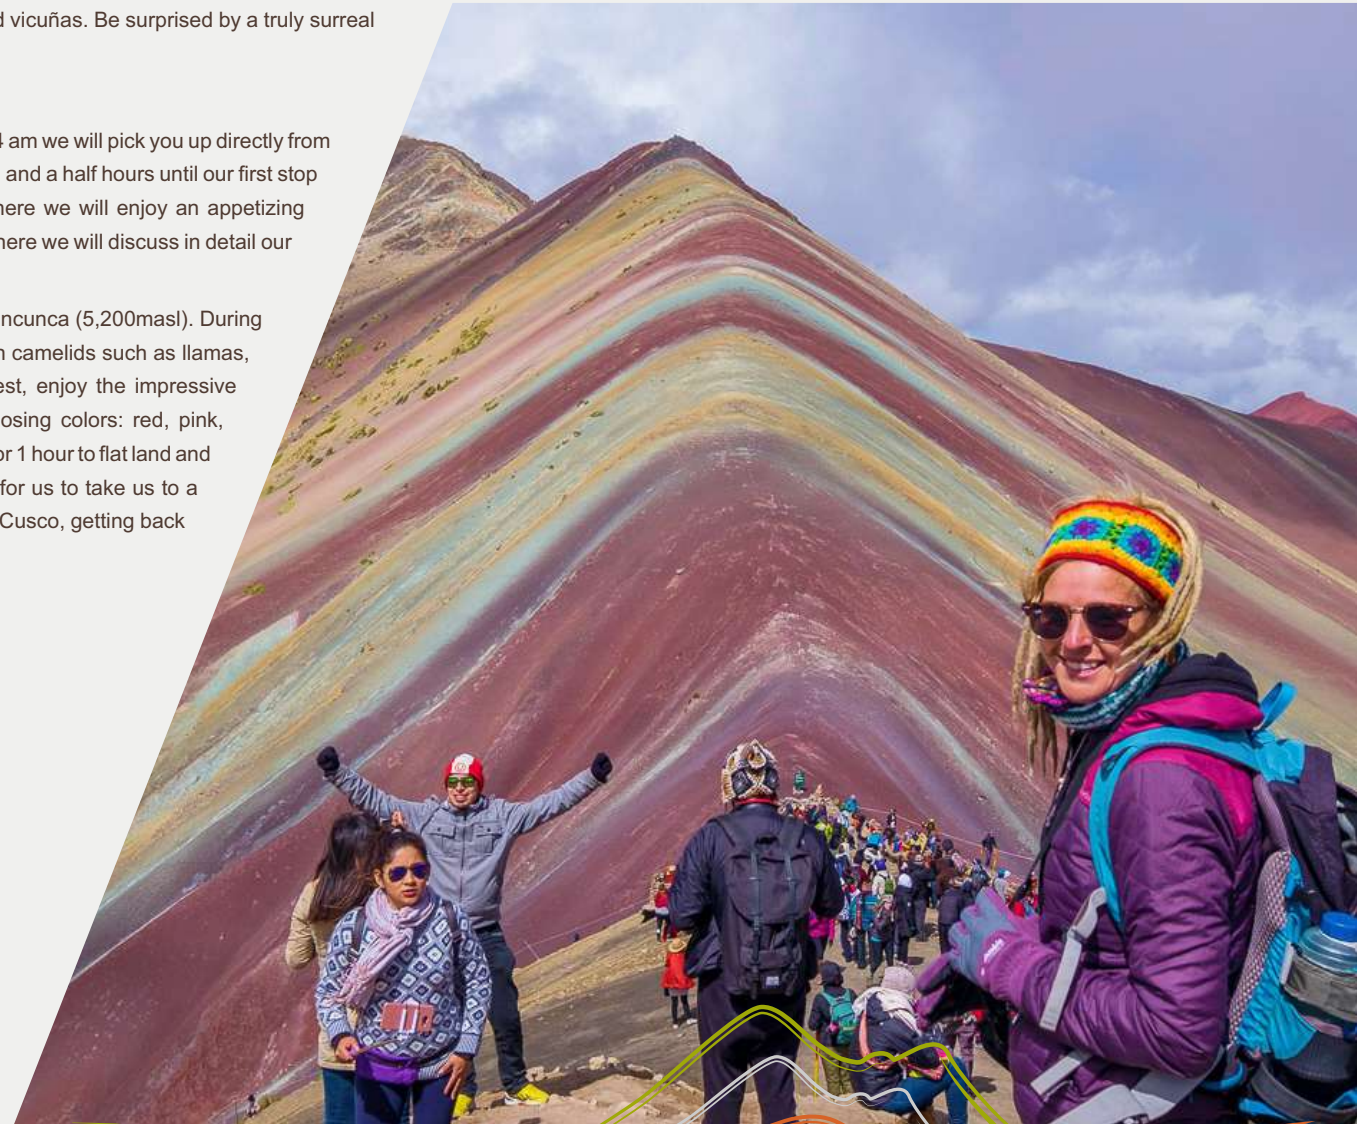 d vicuñas. Be surprised by a truly surreal
am we will pick you up directly from
and a half hours until our first stop
here we will enjoy an appetizing
here we will discuss in detail our
ncunca (5,200masl). During
n camelids such as llamas,
est, enjoy the impressive
osing colors: red, pink,
or 1 hour to flat land and
for us to take us to a
Cusco, getting back